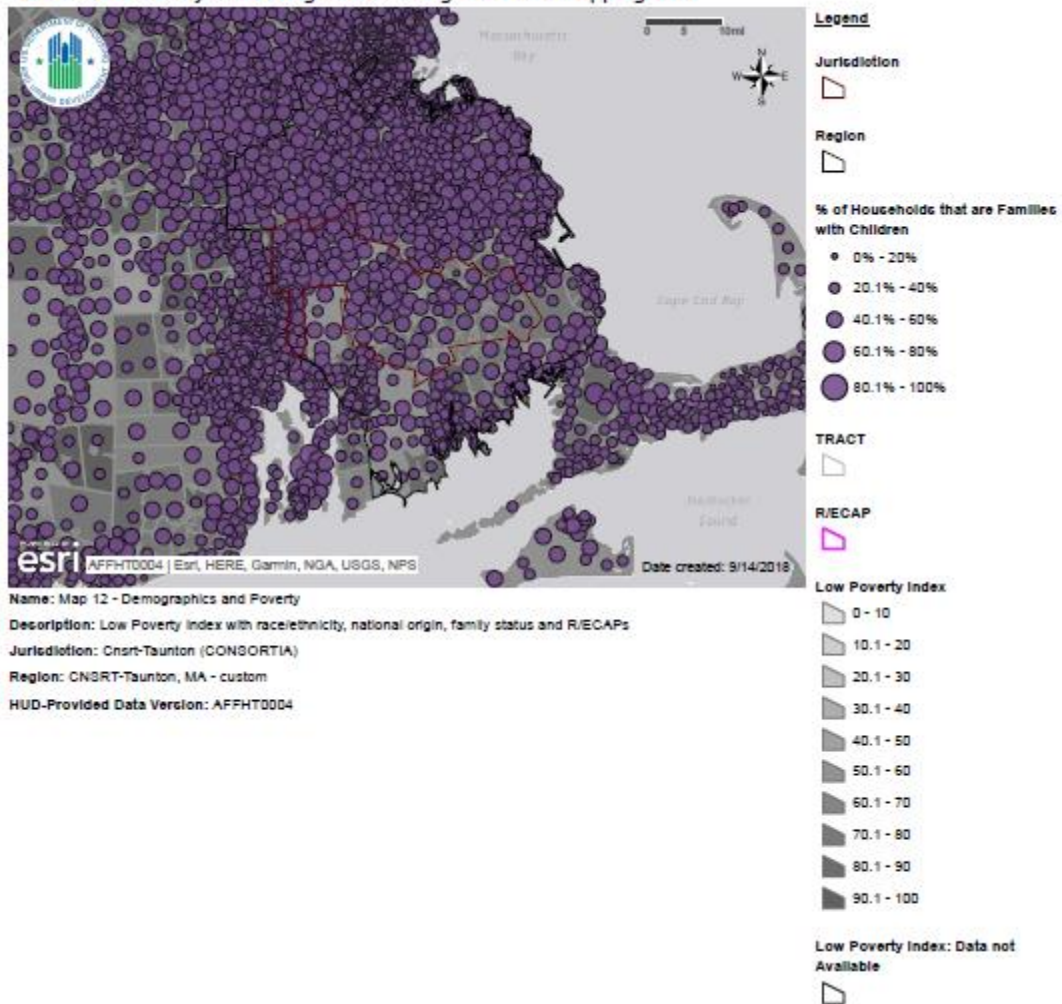 Massachusetts
Bay
0 5 10mi
N
W E
S
Cape Cod Bay
Nantucket
Sound
esri
AFFHT0004 | Esri, HERE, Garmin, NGA, USGS, NPS
Date created: 9/14/2018
Name: Map 12 - Demographics and Poverty
Description: Low Poverty Index with race/ethnicity, national origin, family status and R/ECAPs
Jurisdiction: Cnsrt-Taunton (CONSORTIA)
Region: CNSRT-Taunton, MA - custom
HUD-Provided Data Version: AFFHT0004
Legend
Jurisdiction
Region
% of Households that are Families
with Children
0% - 20%
20.1% - 40%
40.1% - 60%
60.1% - 80%
80.1% - 100%
TRACT
R/ECAP
Low Poverty Index
0 - 10
10.1 - 20
20.1 - 30
30.1 - 40
40.1 - 50
50.1 - 60
60.1 - 70
70.1 - 80
80.1 - 90
90.1 - 100
Low Poverty Index: Data not
Available